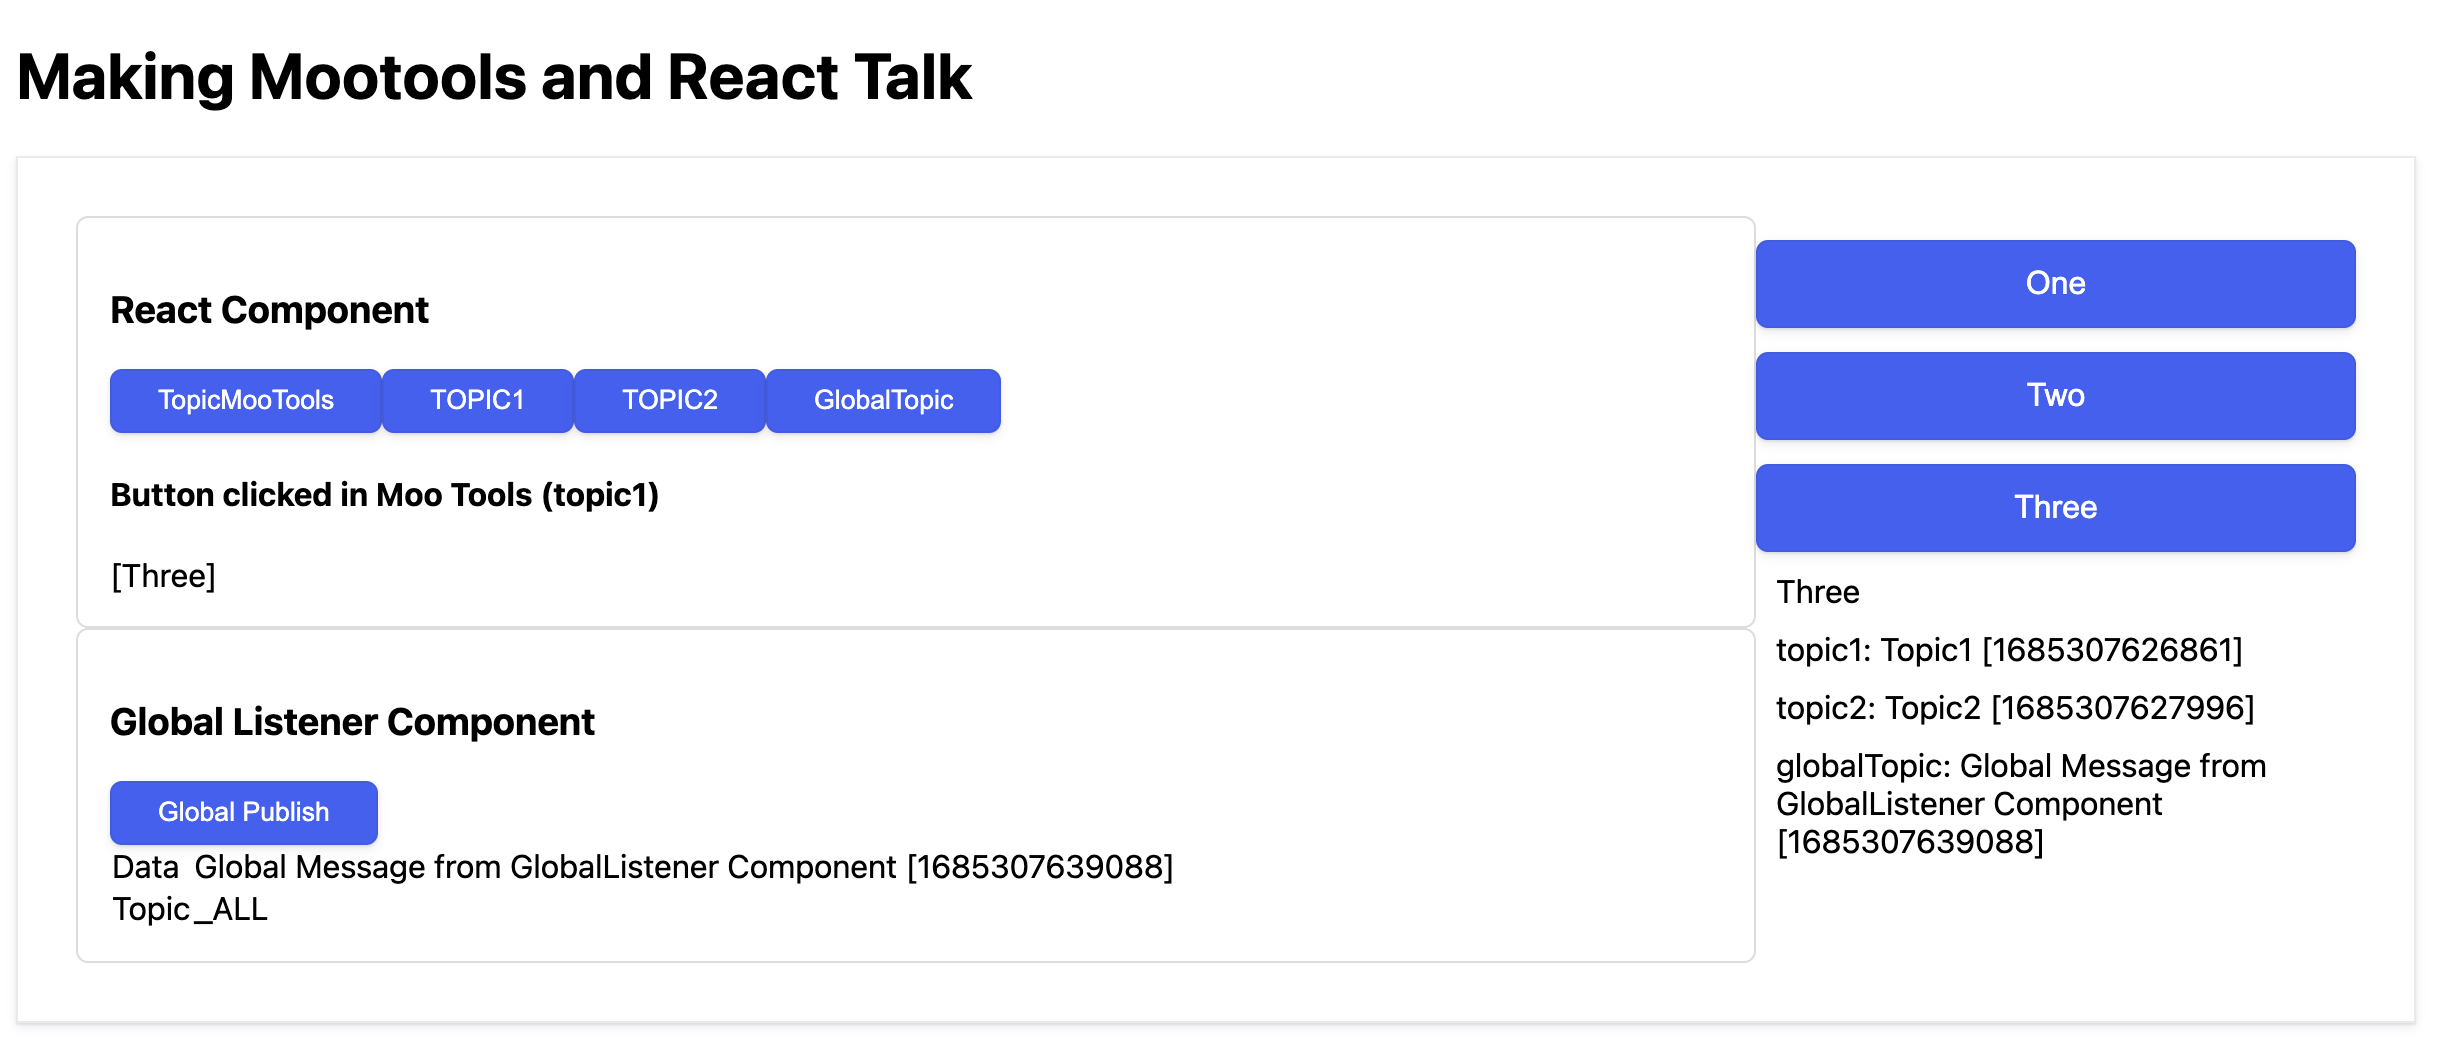 Making Mootools and React Talk
React Component
TopicMooTools
TOPIC1
TOPIC2
GlobalTopic
Button clicked in Moo Tools (topic1)
[Three]
Global Listener Component
Global Publish
Data Global Message from GlobalListener Component [1685307639088]
Topic _ALL
One
Two
Three
Three
topic1: Topic1 [1685307626861]
topic2: Topic2 [1685307627996]
globalTopic: Global Message from
GlobalListener Component
[1685307639088]